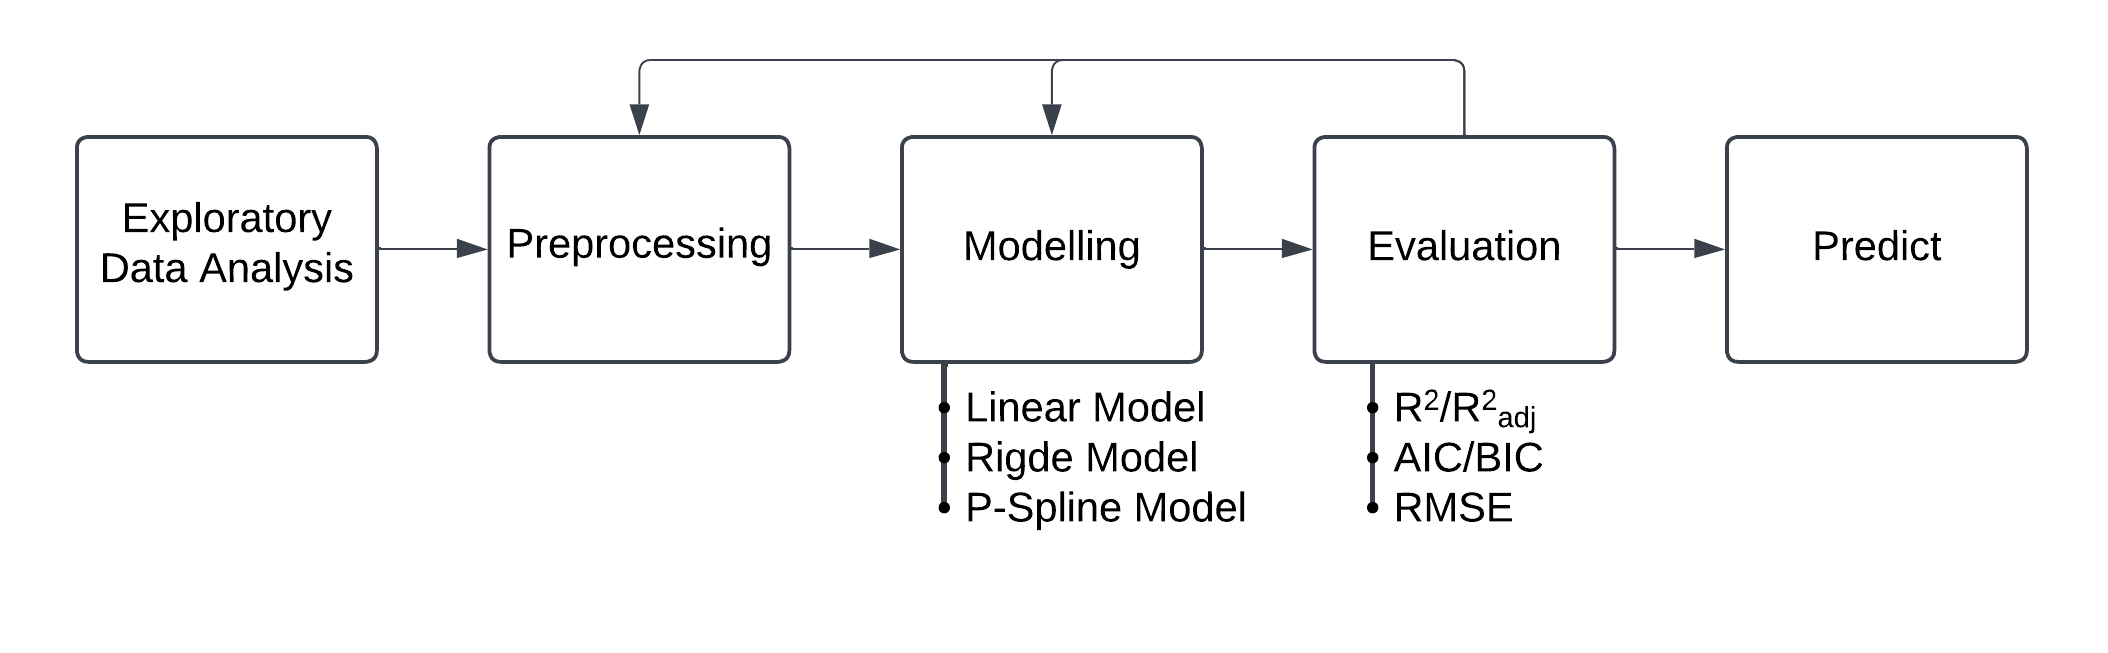 Exploratory
Data Analysis
Preprocessing
Modelling
Evaluation
Predict
Linear Model
Rigde Model
P-Spline Model
R²/R²adj
AIC/BIC
RMSE